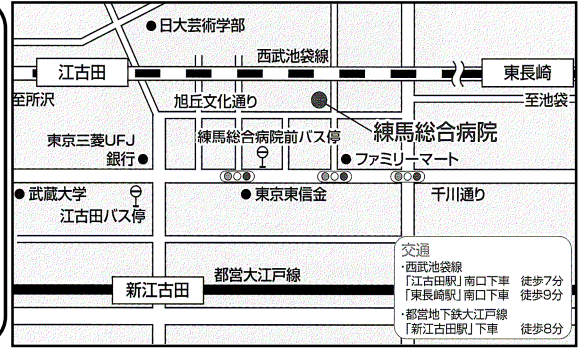 日大芸術学部
西武池袋線
江古田
東長崎
至所沢
旭丘文化通り
至池袋
練馬総合病院
東京三菱UFJ
銀行
練馬総合病院前バス停
ファミリーマート
武蔵大学
江古田バス停
東京東信金
千川通り
都営大江戸線
新江古田
交通
・西武池袋線
「江古田駅」南口下車 徒歩7分
「東長崎駅」南口下車 徒歩9分
・都営地下鉄大江戸線
「新江古田駅」下車 徒歩8分